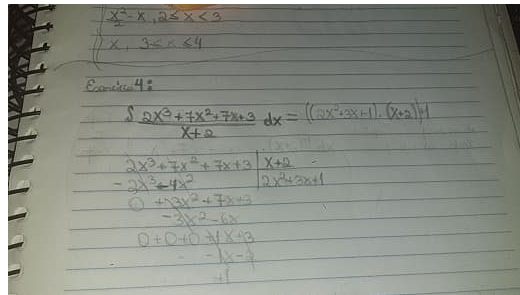 x²/2 - x, 2 ≤ x < 3
x, 3 ≤ x ≤ 4
Exercício 4:
∫ (2x³ + 7x² + 7x + 3)/(x + 2) dx = ((2x² + 3x + 1) · (x + 2)) + 1
2x³ + 7x² + 7x + 3 | x + 2
- 2x³ - 4x² | 2x² + 3x + 1
0 + 3x² + 7x + 3
- 3x² - 6x
0 + 0 + 0 + 1x + 3
- 1x - 2
+1